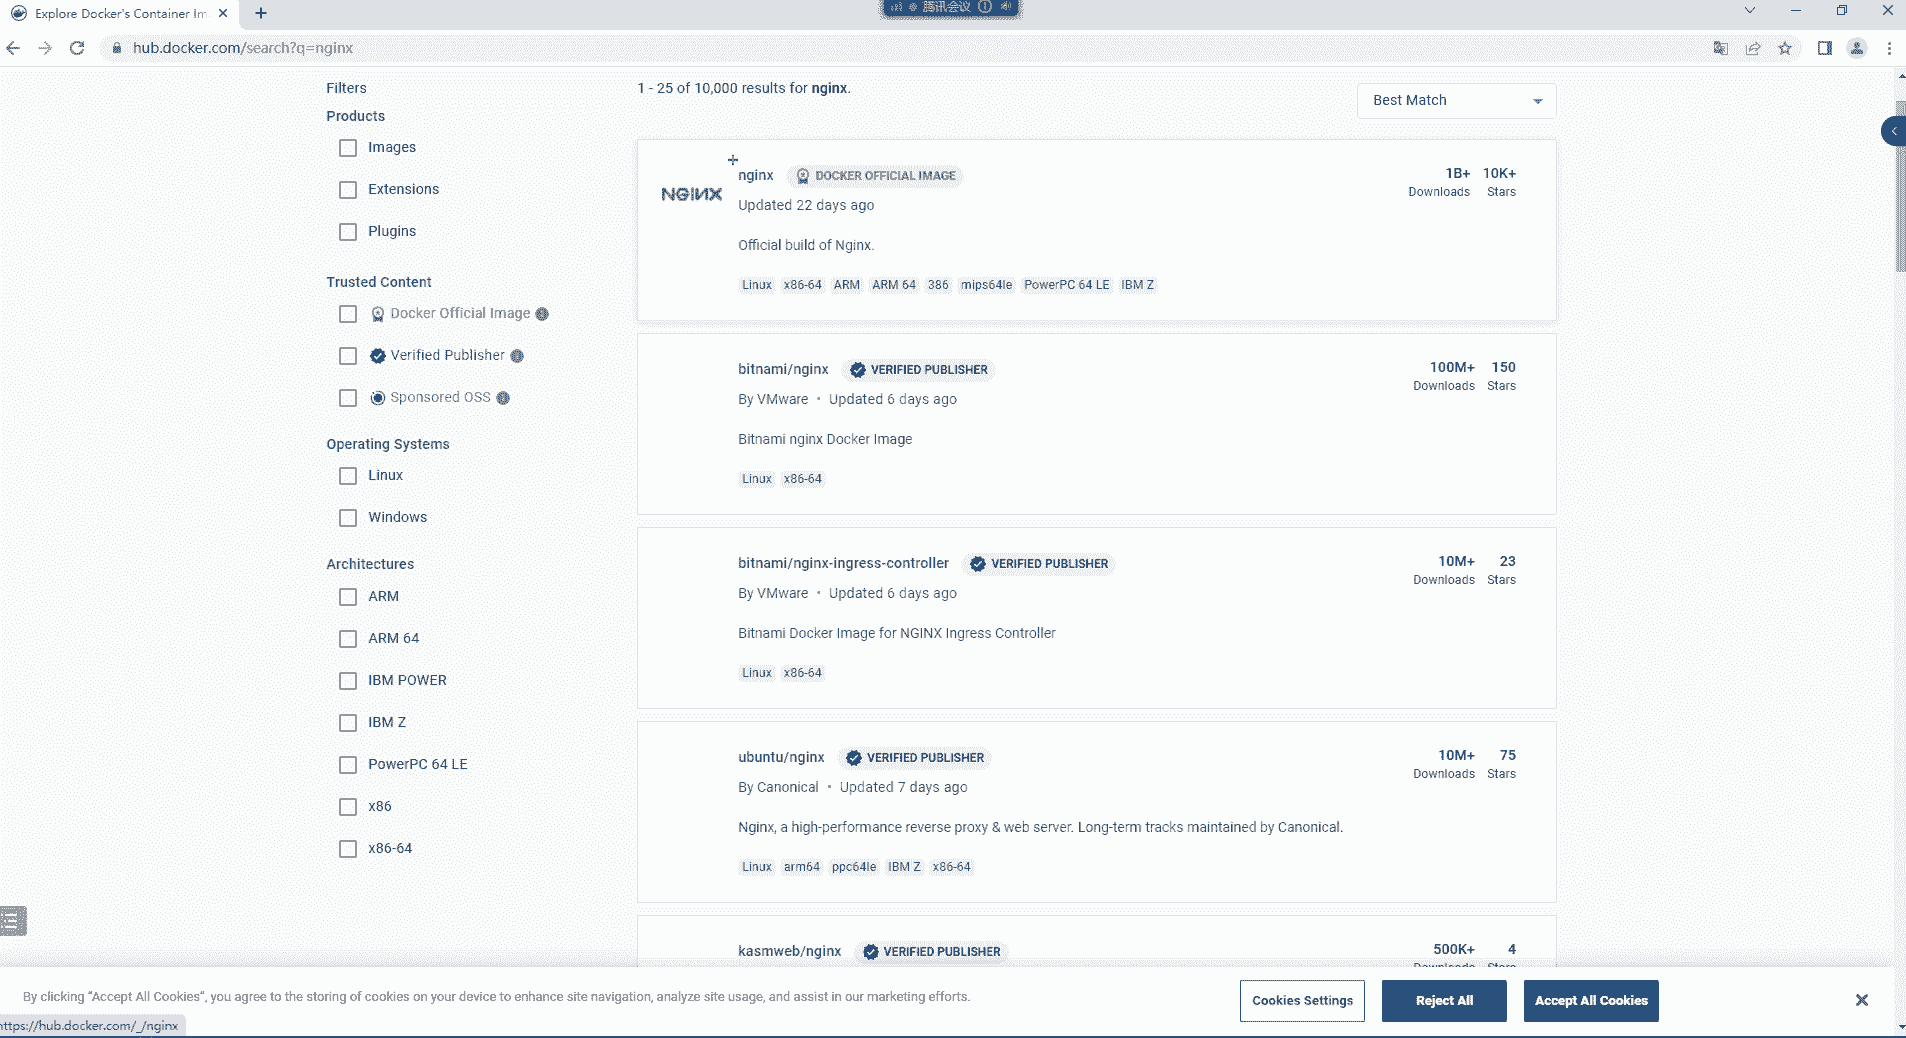 Explore Docker's Container Im
腾讯会议
hub.docker.com/search?q=nginx
Filters
Products
Images
Extensions
Plugins
Trusted Content
Docker Official Image
Verified Publisher
Sponsored OSS
Operating Systems
Linux
Windows
Architectures
ARM
ARM 64
IBM POWER
IBM Z
PowerPC 64 LE
x86
x86-64
1 - 25 of 10,000 results for nginx.
Best Match
NGINX
nginx DOCKER OFFICIAL IMAGE
Updated 22 days ago
Official build of Nginx.
Linux x86-64 ARM ARM 64 386 mips64le PowerPC 64 LE IBM Z
1B+ 10K+
Downloads Stars
bitnami/nginx VERIFIED PUBLISHER
By VMware • Updated 6 days ago
Bitnami nginx Docker Image
Linux x86-64
100M+ 150
Downloads Stars
bitnami/nginx-ingress-controller VERIFIED PUBLISHER
By VMware • Updated 6 days ago
Bitnami Docker Image for NGINX Ingress Controller
Linux x86-64
10M+ 23
Downloads Stars
ubuntu/nginx VERIFIED PUBLISHER
By Canonical • Updated 7 days ago
Nginx, a high-performance reverse proxy & web server. Long-term tracks maintained by Canonical.
Linux arm64 ppc64le IBM Z x86-64
10M+ 75
Downloads Stars
kasmweb/nginx VERIFIED PUBLISHER
500K+ 4
Downloads Stars
By clicking “Accept All Cookies”, you agree to the storing of cookies on your device to enhance site navigation, analyze site usage, and assist in our marketing efforts.
Cookies Settings
Reject All
Accept All Cookies
https://hub.docker.com/_/nginx